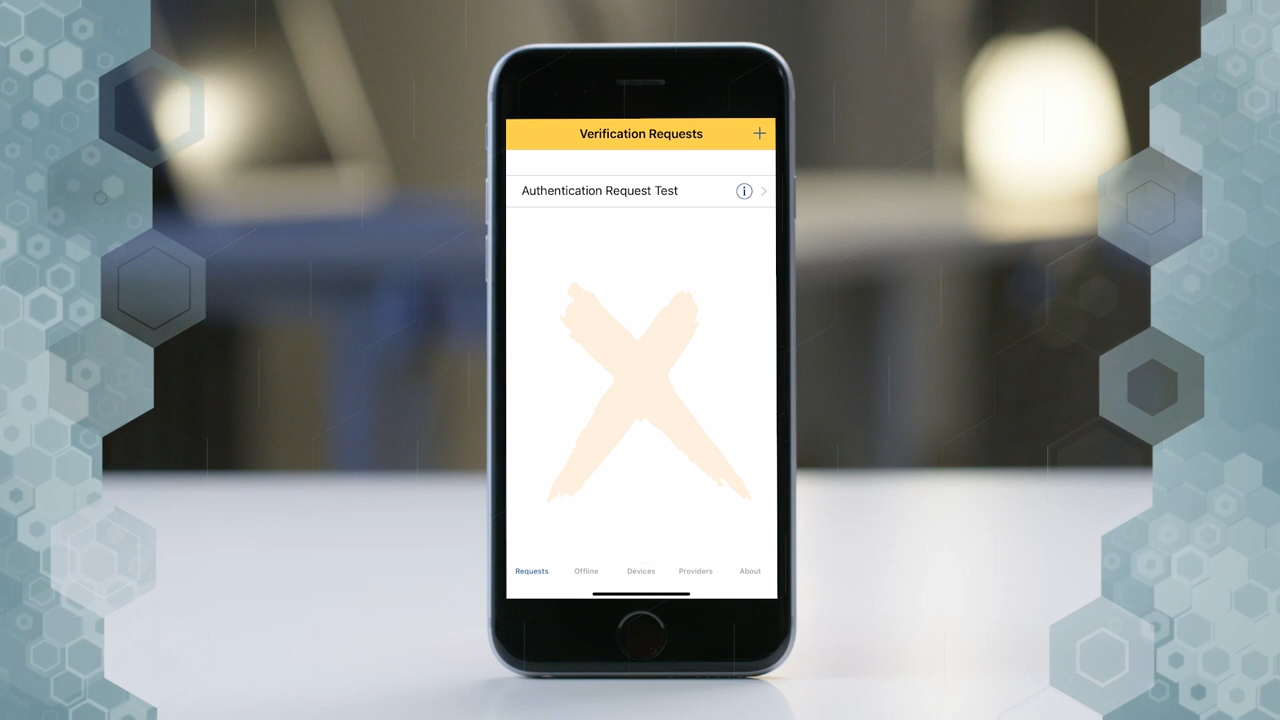 Verification Requests +
Authentication Request Test
Requests Offline Devices Providers About